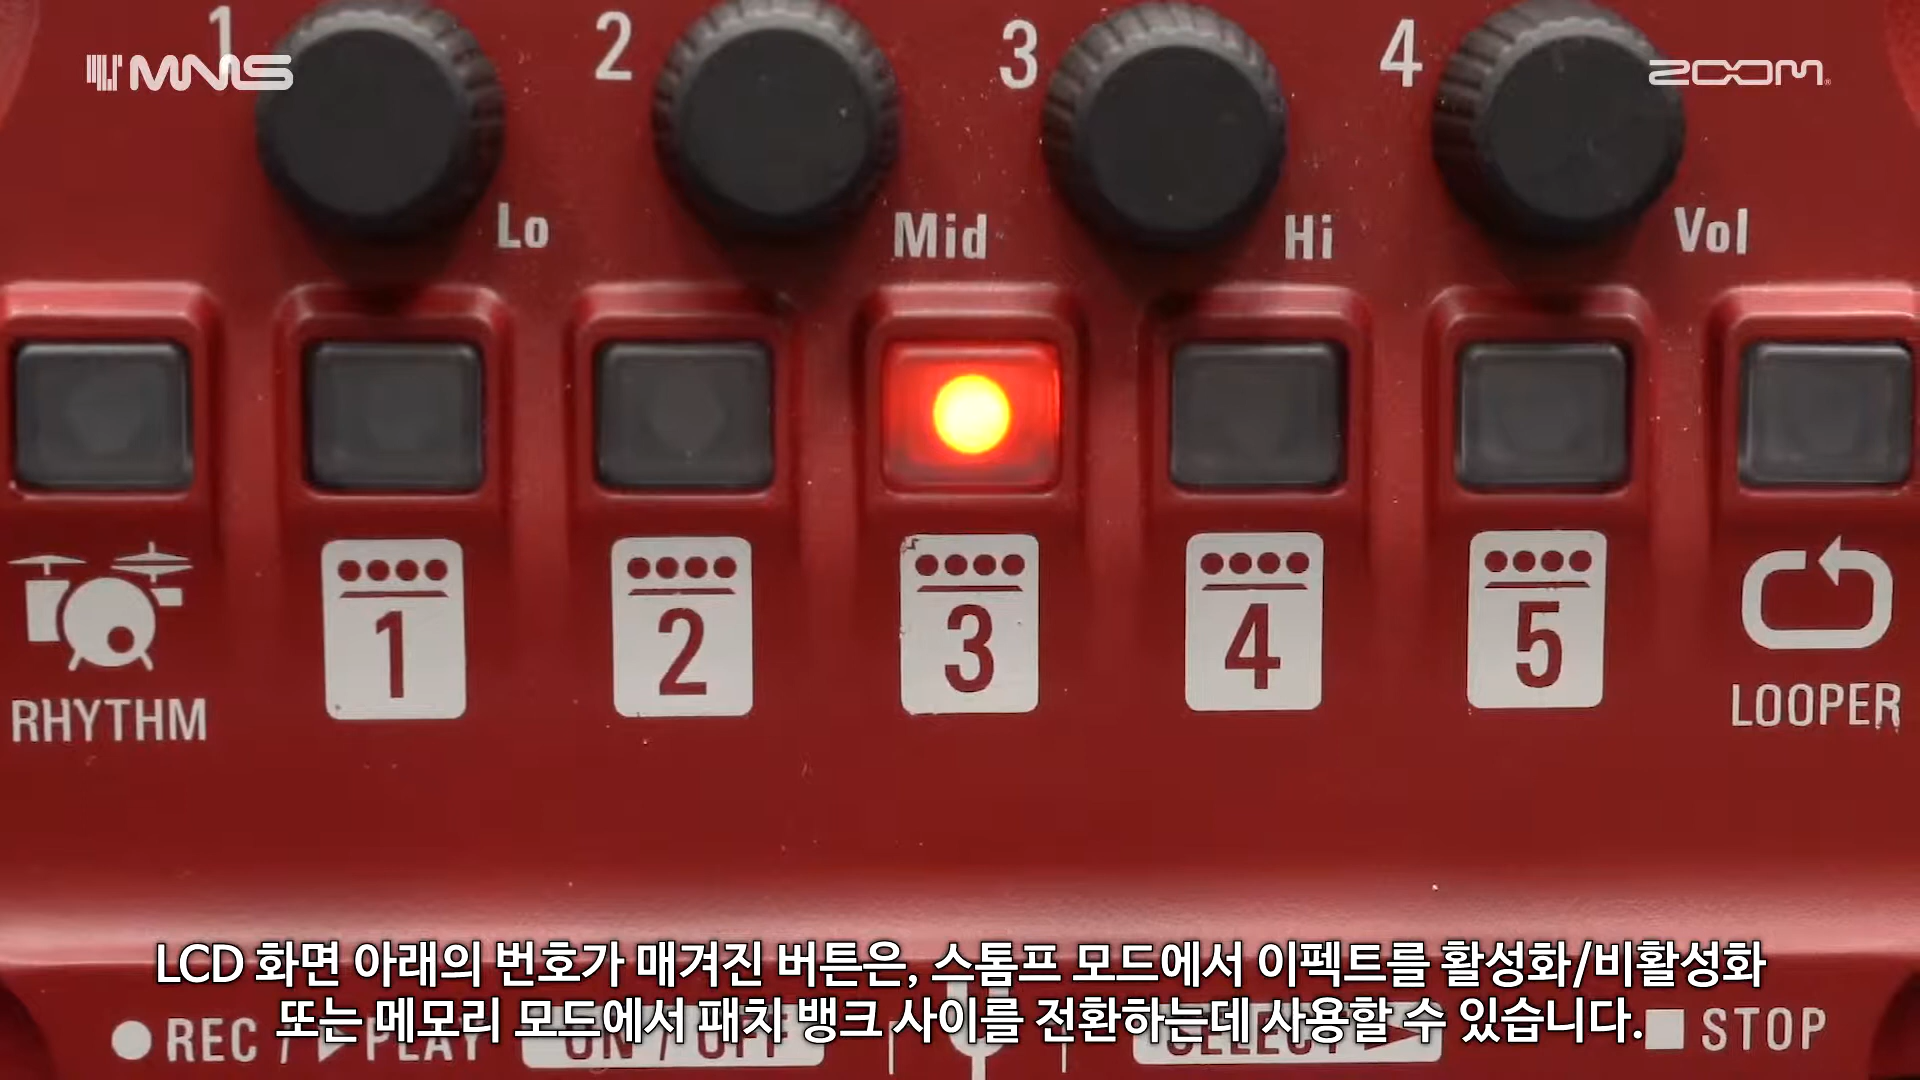 1 2 3 4
MNS
ZOOM
Lo Mid Hi Vol
1 2 3 4 5
RHYTHM
LOOPER
LCD 화면 아래의 번호가 매겨진 버튼은, 스톰프 모드에서 이펙트를 활성화/비활성화
또는 메모리 모드에서 패치 뱅크 사이를 전환하는데 사용할 수 있습니다.
REC / PLAY ON / OFF SELECT STOP